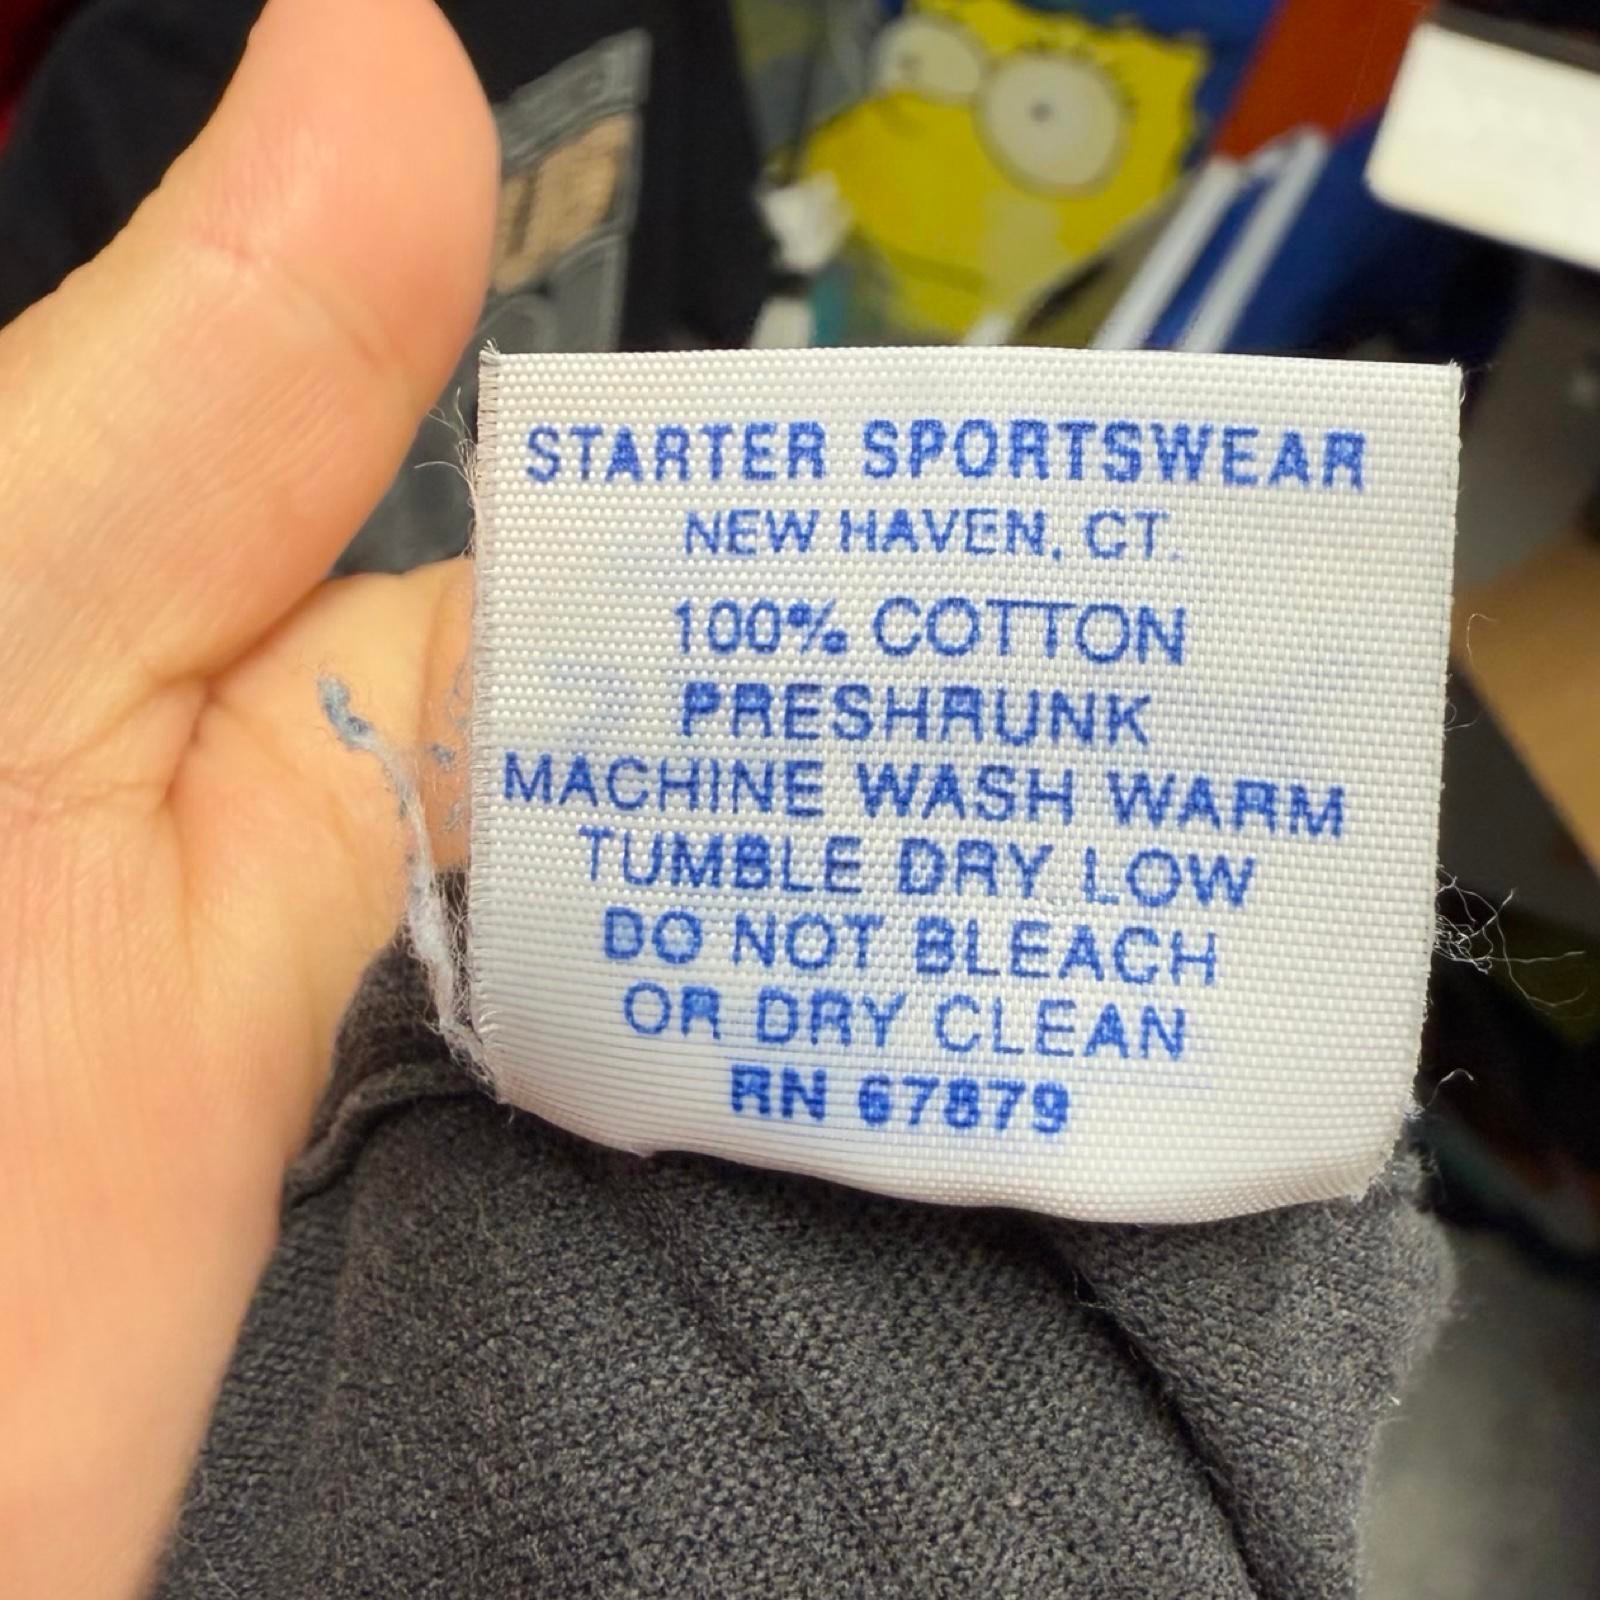 STARTER SPORTSWEAR
NEW HAVEN, CT.
100% COTTON
PRESHRUNK
MACHINE WASH WARM
TUMBLE DRY LOW
DO NOT BLEACH
OR DRY CLEAN
RN 67879